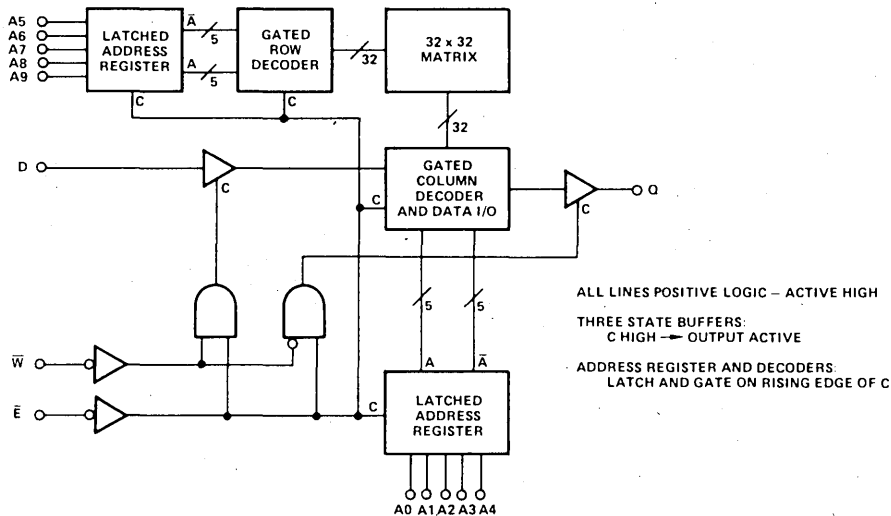 A5
A6
A7
A8
A9
LATCHED
ADDRESS
REGISTER
Ā
5
A
5
C
GATED
ROW
DECODER
C
32
32 x 32
MATRIX
32
D
C
GATED
COLUMN
DECODER
AND DATA I/O
C
C
Q
5
5
A
Ā
W̅
E̅
C
LATCHED
ADDRESS
REGISTER
A0 A1 A2 A3 A4
ALL LINES POSITIVE LOGIC – ACTIVE HIGH
THREE STATE BUFFERS:
C HIGH → OUTPUT ACTIVE
ADDRESS REGISTER AND DECODERS:
LATCH AND GATE ON RISING EDGE OF C